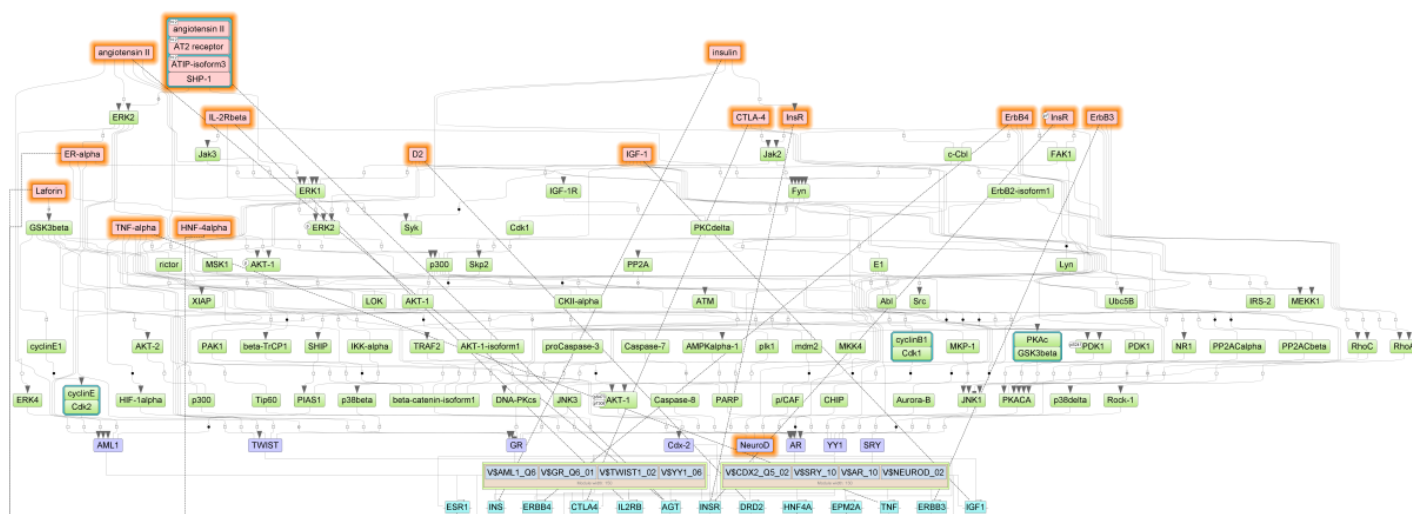 angiotensin II
AT2 receptor
ATIP-isoform3
SHP-1
angiotensin II
insulin
ERK2
IL-2Rbeta
CTLA-4
InsR
ErbB4
InsR
ErbB3
ER-alpha
Jak3
D2
IGF-1
Jak2
c-Cbl
FAK1
Laforin
ERK1
IGF-1R
Fyn
ErbB2-isoform1
GSK3beta
TNF-alpha
HNF-4alpha
ERK2
Syk
Cdk1
PKCdelta
rictor
MSK1
AKT-1
p300
Skp2
PP2A
E1
Lyn
XIAP
LOK
AKT-1
CKII-alpha
ATM
Abl
Src
Ubc5B
IRS-2
MEKK1
cyclinE1
AKT-2
PAK1
beta-TrCP1
SHIP
IKK-alpha
TRAF2
AKT-1-isoform1
proCaspase-3
Caspase-7
AMPKalpha-1
plk1
mdm2
MKK4
cyclinB1
Cdk1
MKP-1
PKAc
GSK3beta
PDK1
PDK1
NR1
PP2ACalpha
PP2ACbeta
RhoC
RhoA
ERK4
cyclinE
Cdk2
HIF-1alpha
p300
Tip60
PIAS1
p38beta
beta-catenin-isoform1
DNA-PKcs
JNK3
AKT-1
Caspase-8
PARP
p/CAF
CHIP
Aurora-B
JNK1
PKACA
p38delta
Rock-1
AML1
TWIST
GR
Cdx-2
NeuroD
AR
YY1
SRY
V$AML1_Q6
V$GR_Q6_01
V$TWIST1_02
V$YY1_06
V$CDX2_Q5_02
V$SRY_10
V$AR_10
V$NEUROD_02
ESR1
INS
ERBB4
CTLA4
IL2RB
AGT
INSR
DRD2
HNF4A
EPM2A
TNF
ERBB3
IGF1